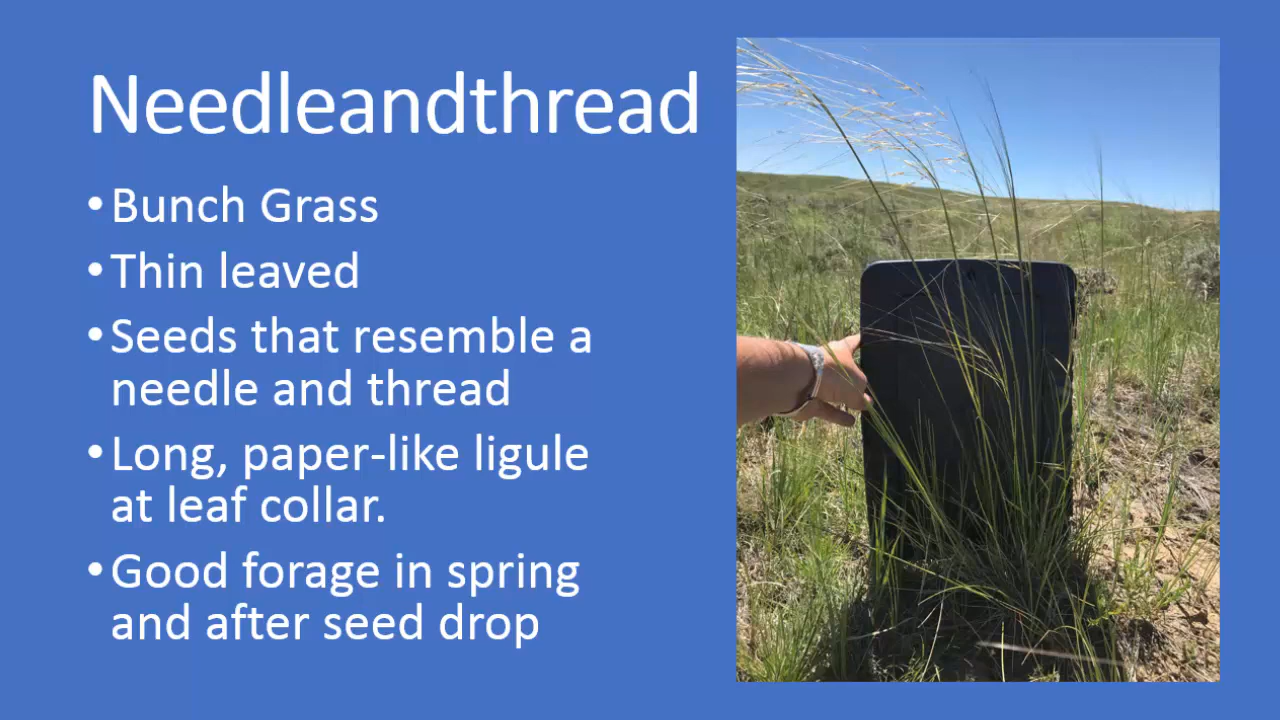 Needleandthread
• Bunch Grass
• Thin leaved
• Seeds that resemble a
needle and thread
• Long, paper-like ligule
at leaf collar.
• Good forage in spring
and after seed drop